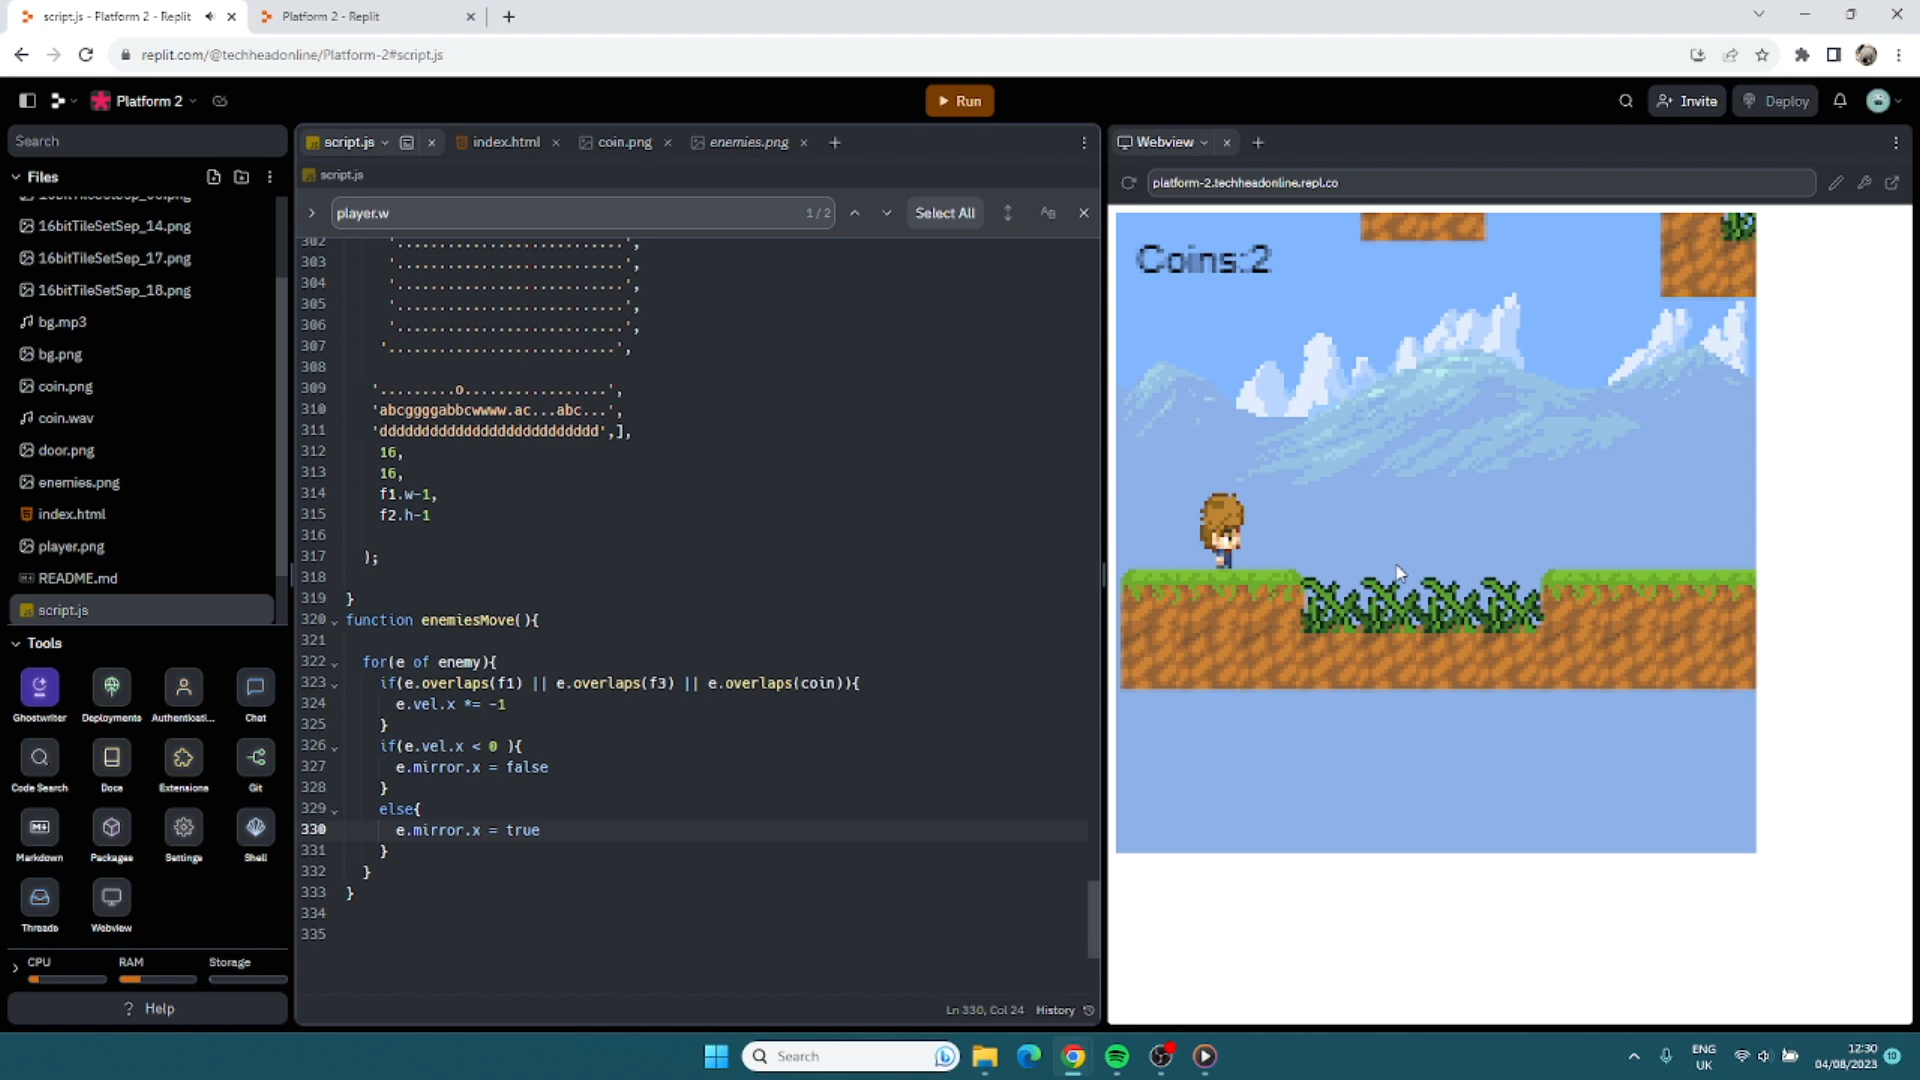 script.js - Platform 2 - Replit
Platform 2 - Replit
replit.com/@techheadonline/Platform-2#script.js
Platform 2
Run
Invite
Deploy
Search
Files
16bitTileSetSep_14.png
16bitTileSetSep_17.png
16bitTileSetSep_18.png
bg.mp3
bg.png
coin.png
coin.wav
door.png
enemies.png
index.html
player.png
README.md
script.js
Tools
Ghostwriter
Deployments
Authenticati...
Chat
Code Search
Docs
Extensions
Git
Markdown
Packages
Settings
Shell
Threads
Webview
CPU
RAM
Storage
? Help
script.js
index.html
coin.png
enemies.png
script.js
player.w
1 / 2
Select All
302 '..........................',
303 '..........................',
304 '..........................',
305 '..........................',
306 '..........................',
307 '..........................',
308
309 '.........o................',
310 'abcggggabbcwwww.ac...abc...',
311 'dddddddddddddddddddddddddd',],
312 16,
313 16,
314 f1.w-1,
315 f2.h-1
316
317 );
318
319 }
320 function enemiesMove(){
321
322 for(e of enemy){
323 if(e.overlaps(f1) || e.overlaps(f3) || e.overlaps(coin)){
324 e.vel.x *= -1
325 }
326 if(e.vel.x < 0 ){
327 e.mirror.x = false
328 }
329 else{
330 e.mirror.x = true
331 }
332 }
333 }
334
335
Ln 330, Col 24
History
Webview
platform-2.techheadonline.repl.co
Coins:2
Search
ENG
UK
12:30
04/08/2023
10